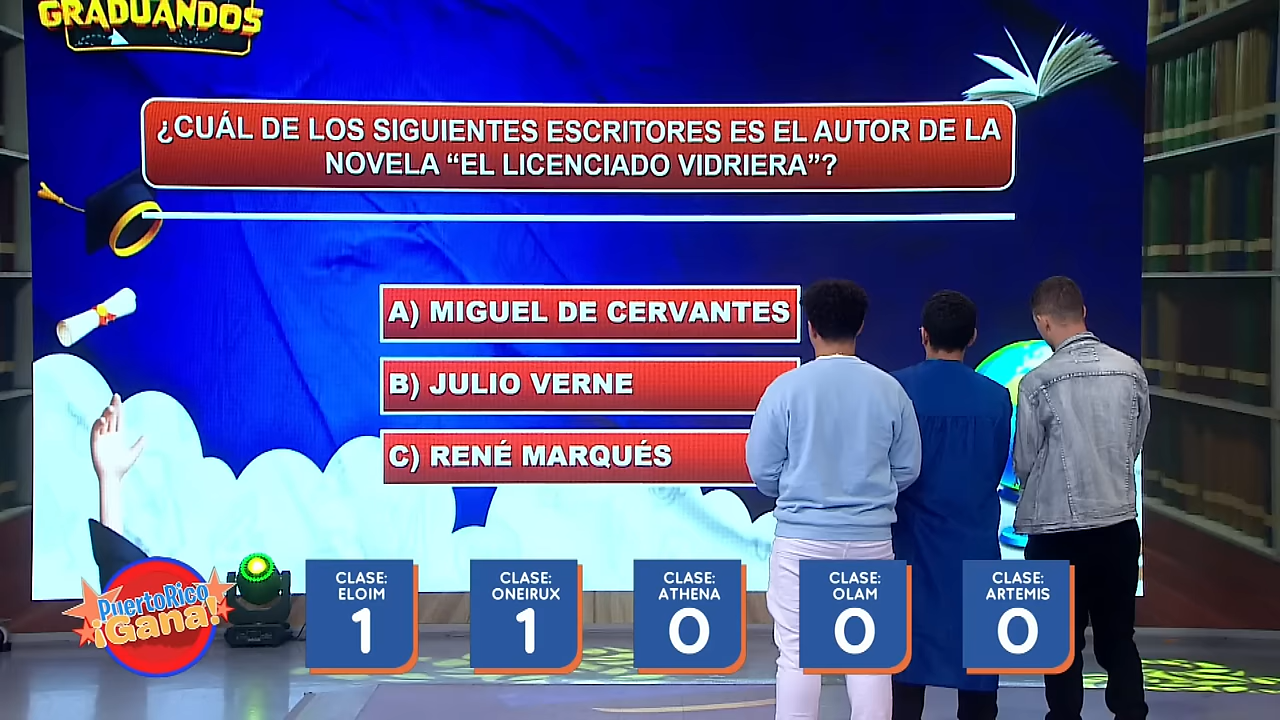 GRADUANDOS
¿CUÁL DE LOS SIGUIENTES ESCRITORES ES EL AUTOR DE LA
NOVELA “EL LICENCIADO VIDRIERA”?
A) MIGUEL DE CERVANTES
B) JULIO VERNE
C) RENÉ MARQUÉS
PuertoRico
¡Gana!
CLASE:
ELOIM
1
CLASE:
ONEIRUX
1
CLASE:
ATHENA
0
CLASE:
OLAM
0
CLASE:
ARTEMIS
0